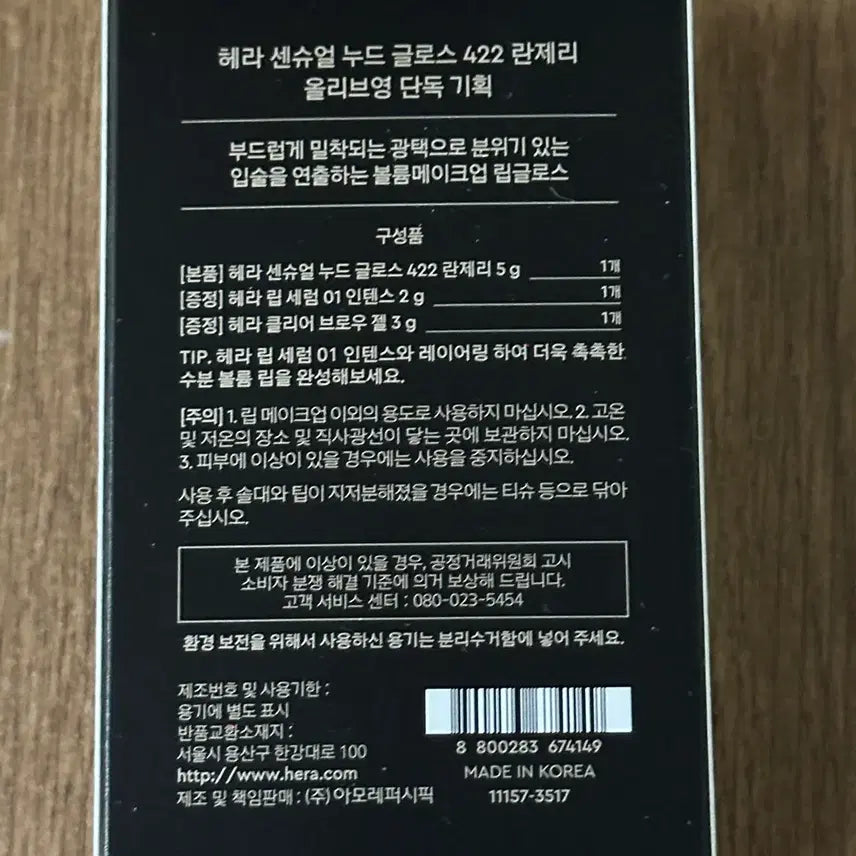 헤라 센슈얼 누드 글로스 422 란제리
올리브영 단독 기획
부드럽게 밀착되는 광택으로 분위기 있는
입술을 연출하는 볼륨메이크업 립글로스
구성품
[본품] 헤라 센슈얼 누드 글로스 422 란제리 5 g 1개
[증정] 헤라 립 세럼 01 인텐스 2 g 1개
[증정] 헤라 클리어 브로우 젤 3 g 1개
TIP. 헤라 립 세럼 01 인텐스와 레이어링 하여 더욱 촉촉한
수분 볼륨 립을 완성해보세요.
[주의] 1. 립 메이크업 이외의 용도로 사용하지 마십시오. 2. 고온
및 저온의 장소 및 직사광선이 닿는 곳에 보관하지 마십시오.
3. 피부에 이상이 있을 경우에는 사용을 중지하십시오.
사용 후 솔대와 팁이 지저분해졌을 경우에는 티슈 등으로 닦아
주십시오.
본 제품에 이상이 있을 경우, 공정거래위원회 고시
소비자 분쟁 해결 기준에 의거 보상해 드립니다.
고객 서비스 센터 : 080-023-5454
환경 보전을 위해서 사용하신 용기는 분리수거함에 넣어 주세요.
제조번호 및 사용기한 :
용기에 별도 표시
반품교환소재지 :
서울시 용산구 한강대로 100
http://www.hera.com
제조 및 책임판매 : (주) 아모레퍼시픽
8 800283 674149
MADE IN KOREA
11157-3517